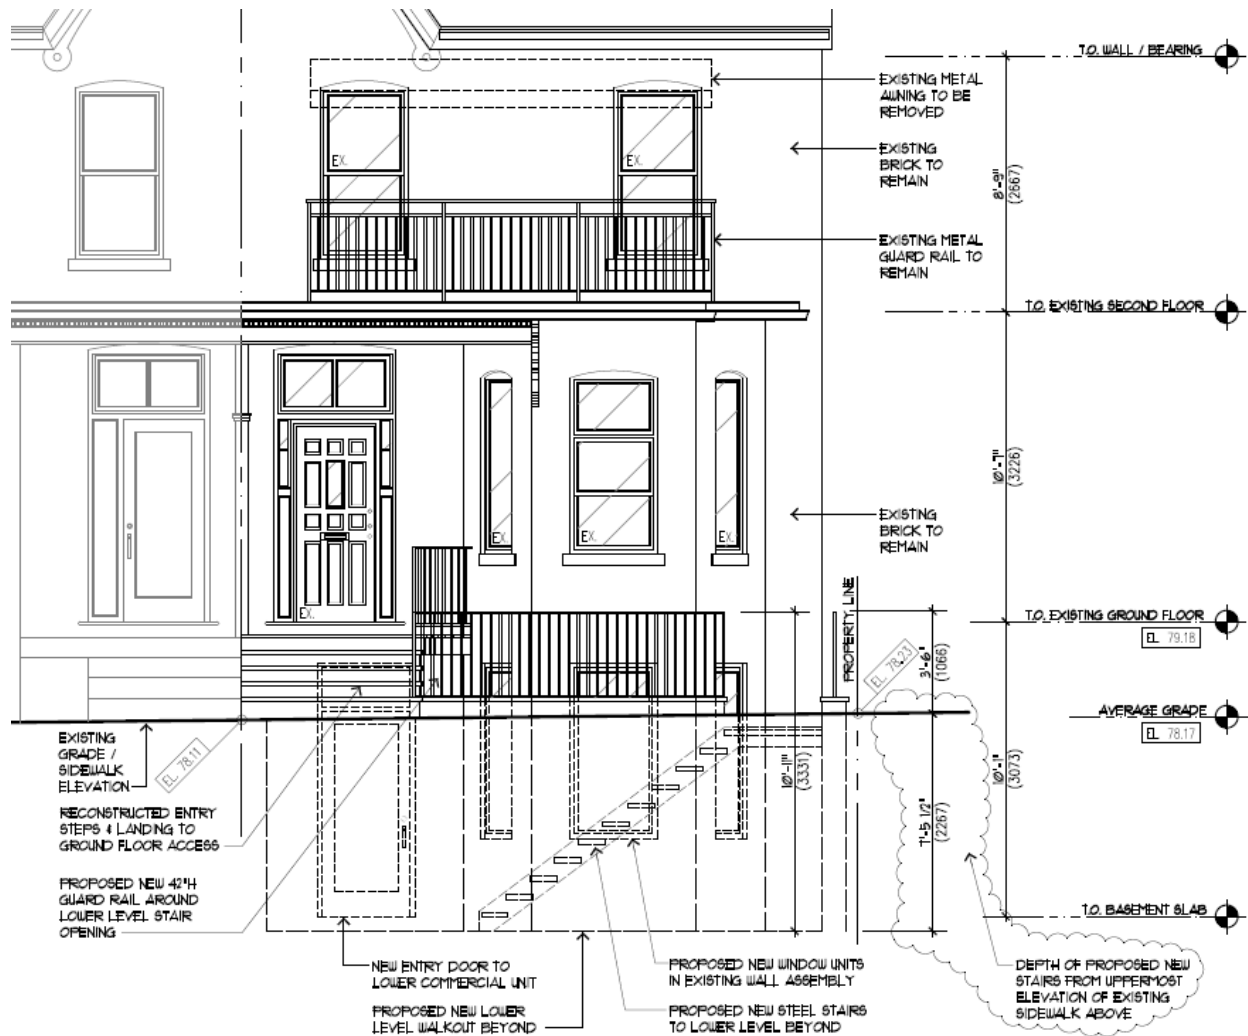 T.O. WALL / BEARING
EXISTING METAL
AWNING TO BE
REMOVED
EXISTING
BRICK TO
REMAIN
8'-9"
(2667)
EX.
EX.
EXISTING METAL
GUARD RAIL TO
REMAIN
T.O. EXISTING SECOND FLOOR
10'-7"
(3226)
EXISTING
BRICK TO
REMAIN
EX.
EX.
EX.
EX.
PROPERTY LINE
T.O. EXISTING GROUND FLOOR
EL 79.18
EL 78.23
3'-6"
(1066)
AVERAGE GRADE
EL 78.17
EXISTING
GRADE /
SIDEWALK
ELEVATION
EL 78.11
10'-11"
(3331)
7'-5 1/2"
(2267)
10'-1"
(3073)
RECONSTRUCTED ENTRY
STEPS & LANDING TO
GROUND FLOOR ACCESS
PROPOSED NEW 42"H
GUARD RAIL AROUND
LOWER LEVEL STAIR
OPENING
T.O. BASEMENT SLAB
NEW ENTRY DOOR TO
LOWER COMMERCIAL UNIT
PROPOSED NEW LOWER
LEVEL WALKOUT BEYOND
PROPOSED NEW WINDOW UNITS
IN EXISTING WALL ASSEMBLY
PROPOSED NEW STEEL STAIRS
TO LOWER LEVEL BEYOND
DEPTH OF PROPOSED NEW
STAIRS FROM UPPERMOST
ELEVATION OF EXISTING
SIDEWALK ABOVE